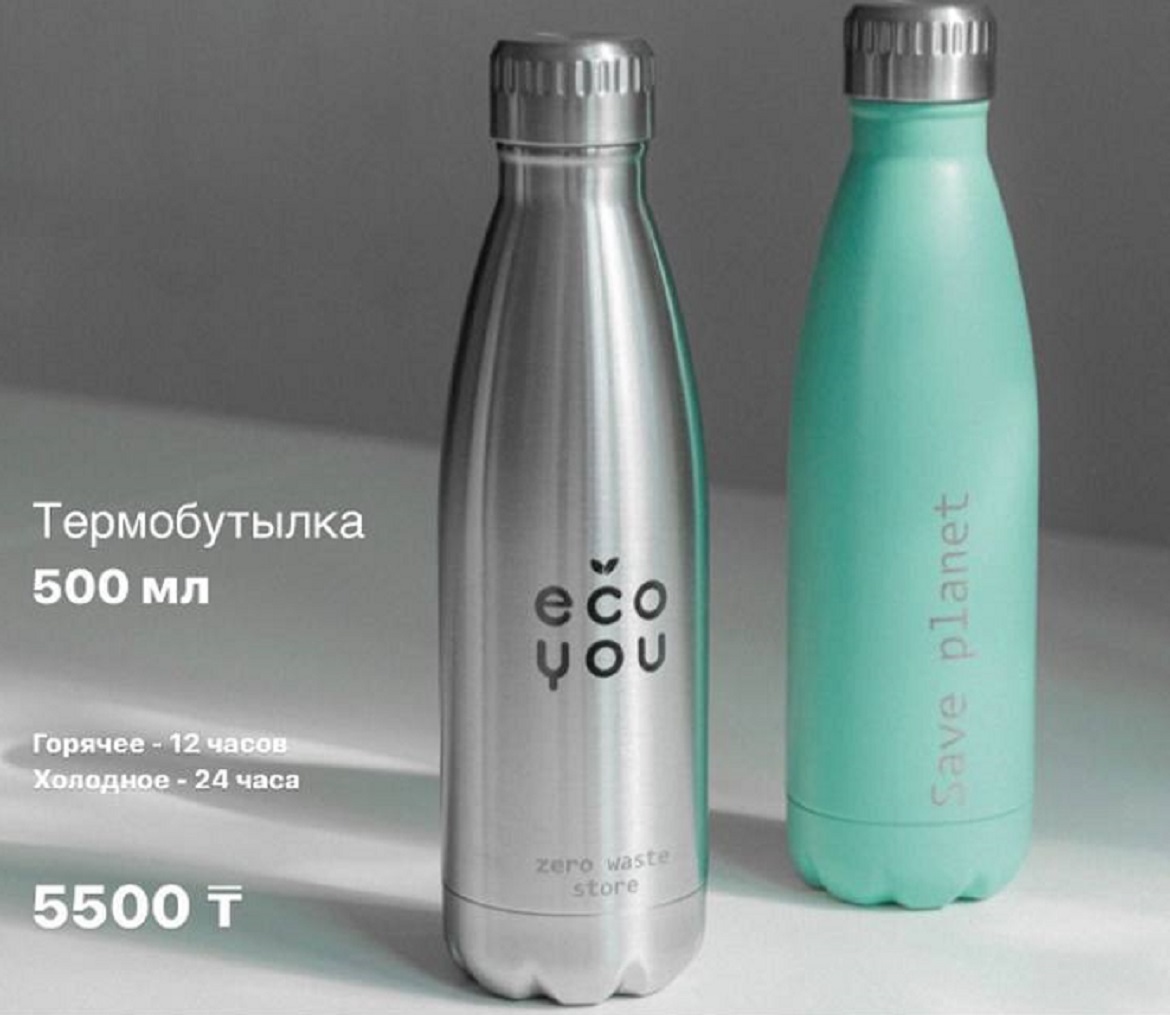 Термобутылка
500 мл
Горячее - 12 часов
Холодное - 24 часа
5500 ₸
eco
you
zero waste
store
Save planet